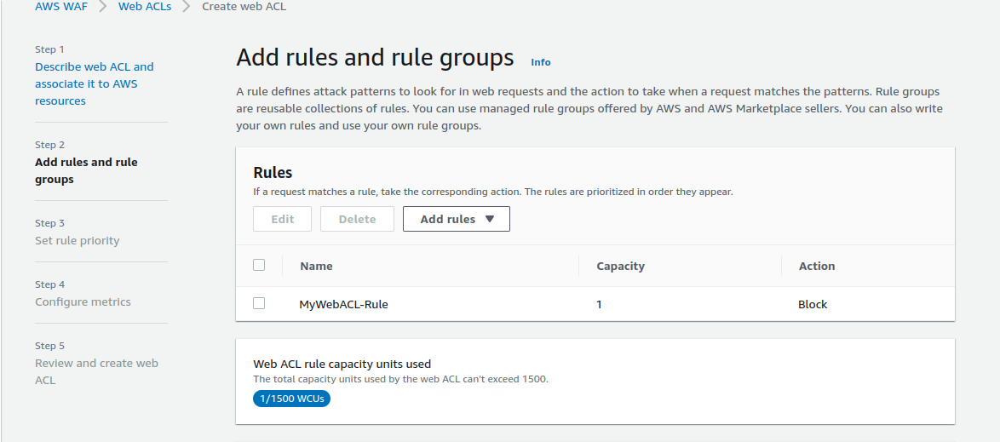 AWS WAF > Web ACLs > Create web ACL
Step 1
Describe web ACL and
associate it to AWS
resources
Step 2
Add rules and rule
groups
Step 3
Set rule priority
Step 4
Configure metrics
Step 5
Review and create web
ACL
Add rules and rule groups Info
A rule defines attack patterns to look for in web requests and the action to take when a request matches the patterns. Rule groups
are reusable collections of rules. You can use managed rule groups offered by AWS and AWS Marketplace sellers. You can also write
your own rules and use your own rule groups.
Rules
If a request matches a rule, take the corresponding action. The rules are prioritized in order they appear.
Edit Delete Add rules
Name Capacity Action
MyWebACL-Rule 1 Block
Web ACL rule capacity units used
The total capacity units used by the web ACL can't exceed 1500.
1/1500 WCUs